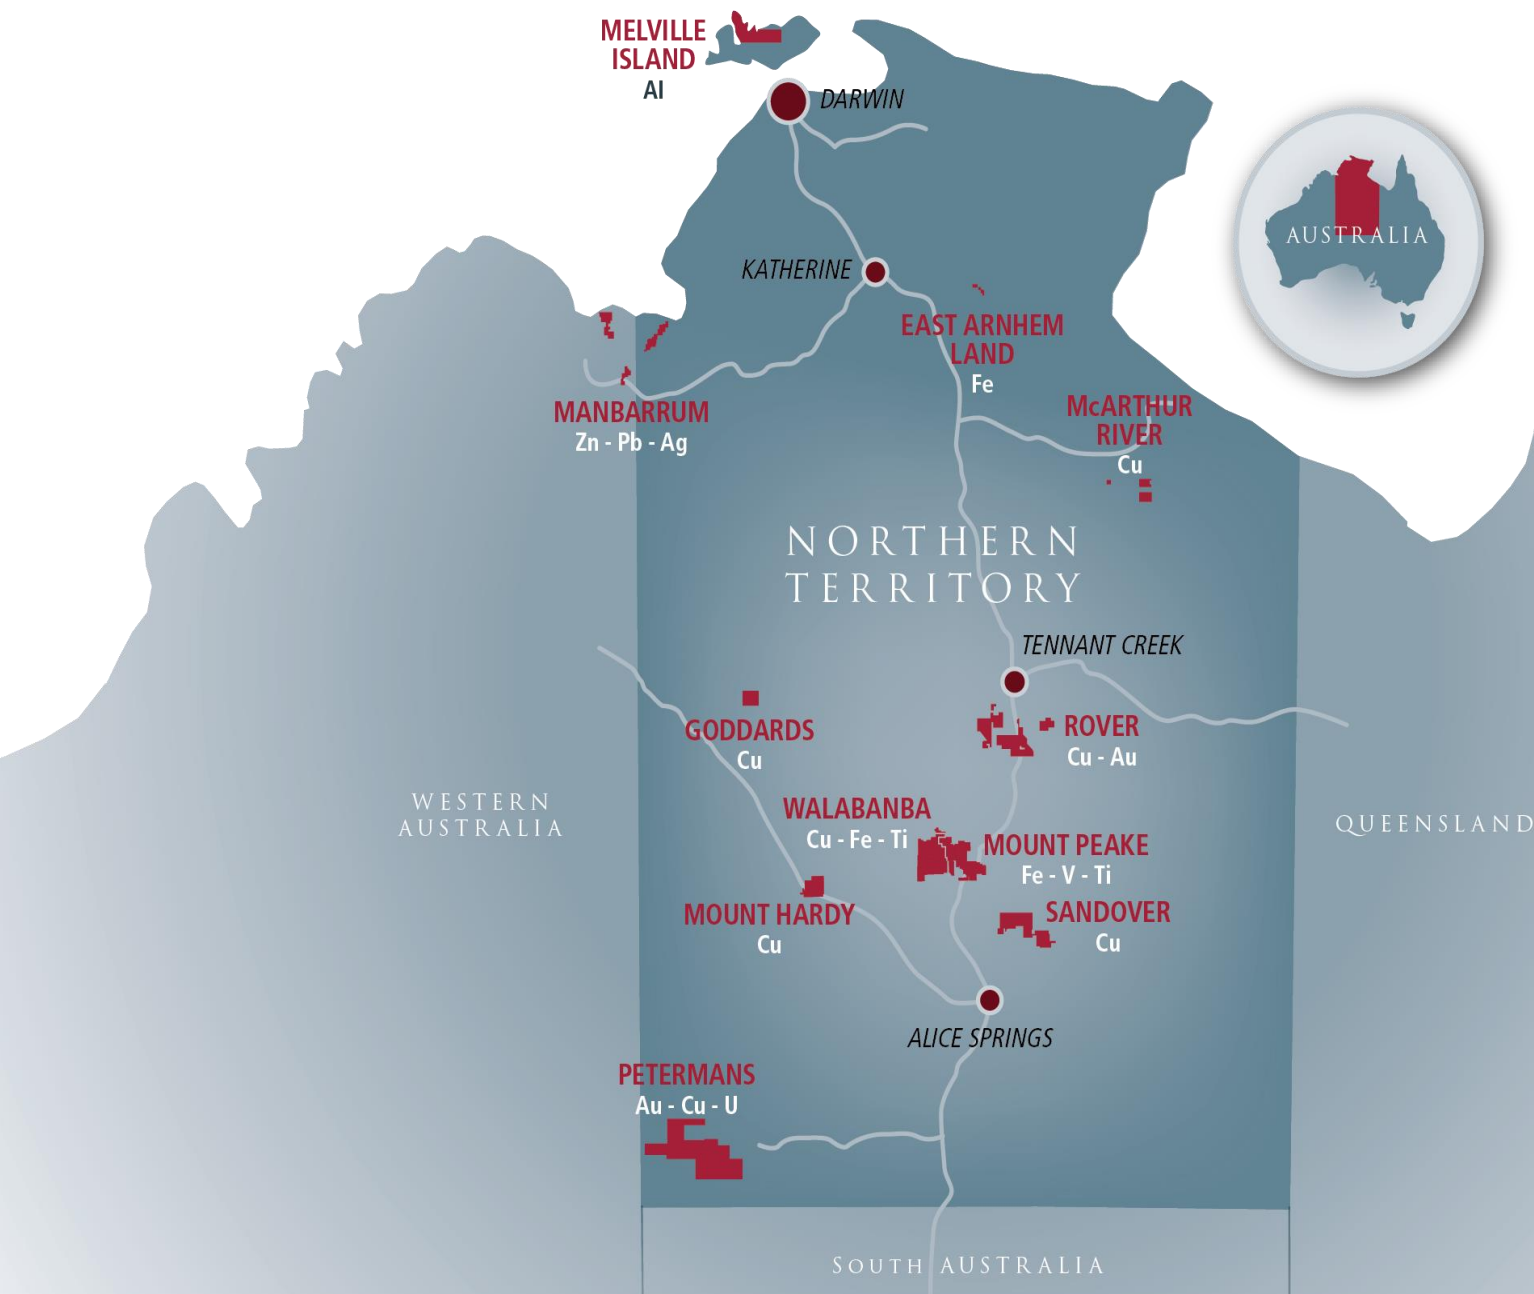 MELVILLE
ISLAND
Al
DARWIN
KATHERINE
AUSTRALIA
EAST ARNHEM
LAND
Fe
MANBARRUM
Zn - Pb - Ag
McARTHUR
RIVER
Cu
NORTHERN
TERRITORY
TENNANT CREEK
GODDARDS
Cu
ROVER
Cu - Au
WESTERN
AUSTRALIA
WALABANBA
Cu - Fe - Ti
QUEENSLAND
MOUNT PEAKE
Fe - V - Ti
MOUNT HARDY
Cu
SANDOVER
Cu
ALICE SPRINGS
PETERMANS
Au - Cu - U
SOUTH AUSTRALIA